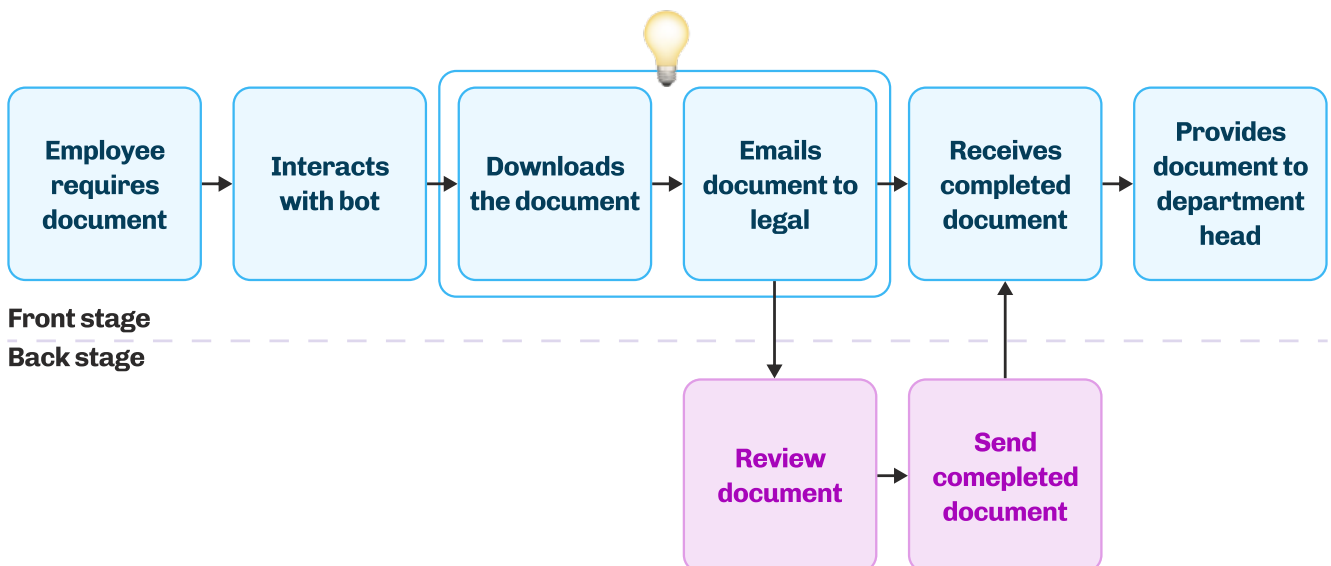 Employee
requires
document
Interacts
with bot
Downloads
the document
Emails
document to
legal
Receives
completed
document
Provides
document to
department
head
Front stage
Back stage
Review
document
Send
comepleted
document